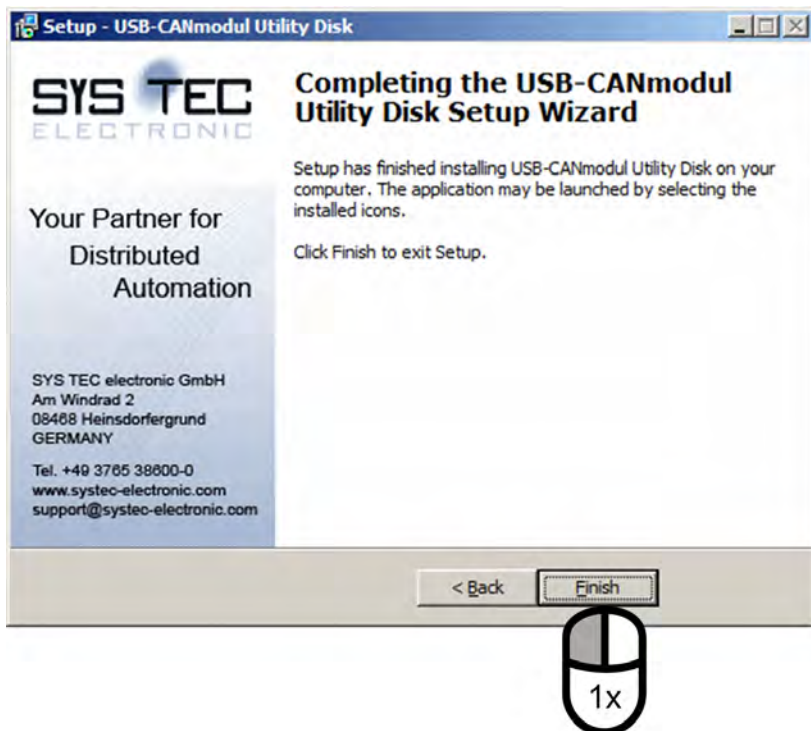 Setup - USB-CANmodul Utility Disk
SYS TEC
ELECTRONIC
Your Partner for
Distributed
Automation
SYS TEC electronic GmbH
Am Windrad 2
08468 Heinsdorfergrund
GERMANY
Tel. +49 3765 38600-0
www.systec-electronic.com
support@systec-electronic.com
Completing the USB-CANmodul
Utility Disk Setup Wizard
Setup has finished installing USB-CANmodul Utility Disk on your
computer. The application may be launched by selecting the
installed icons.
Click Finish to exit Setup.
< Back
Finish
1x